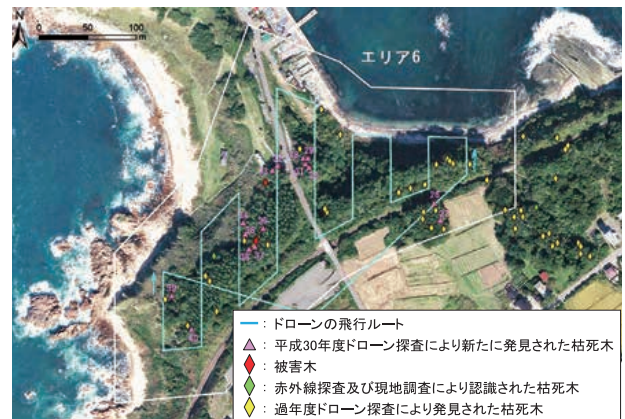 N
0 50 100
m
エリア6
: ドローンの飛行ルート
: 平成30年度ドローン探査により新たに発見された枯死木
: 被害木
: 赤外線探査及び現地調査により認識された枯死木
: 過年度ドローン探査により発見された枯死木